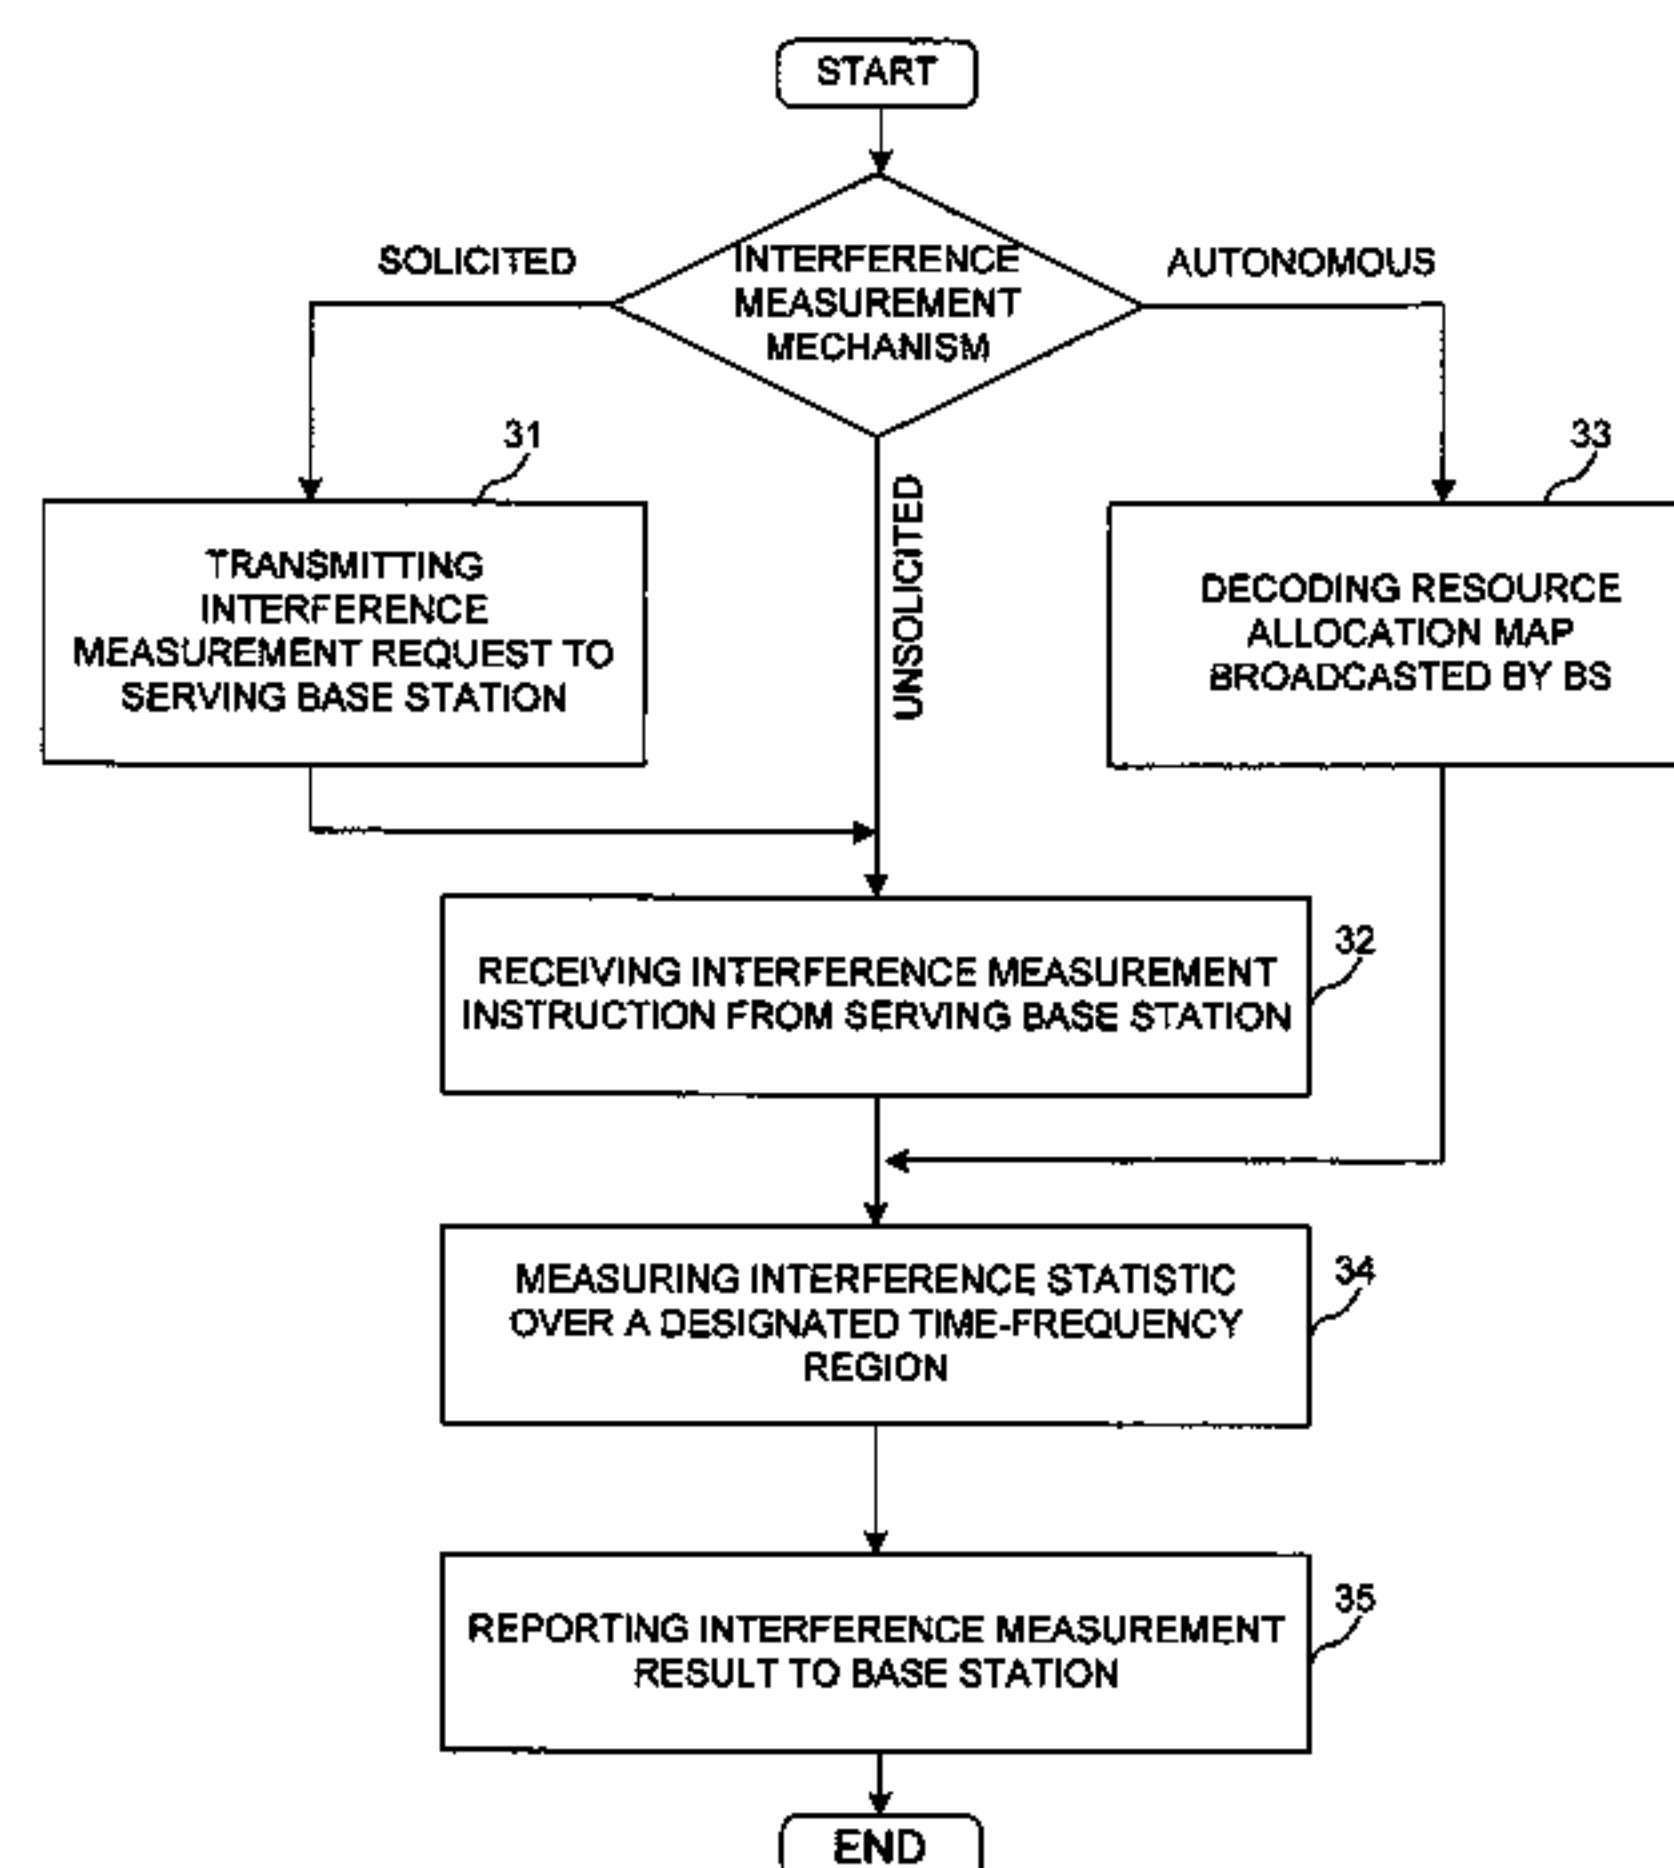 START
INTERFERENCE
MEASUREMENT
MECHANISM
SOLICITED
AUTONOMOUS
UNSOLICITED
31
TRANSMITTING
INTERFERENCE
MEASUREMENT REQUEST TO
SERVING BASE STATION
33
DECODING RESOURCE
ALLOCATION MAP
BROADCASTED BY BS
32
RECEIVING INTERFERENCE MEASUREMENT
INSTRUCTION FROM SERVING BASE STATION
34
MEASURING INTERFERENCE STATISTIC
OVER A DESIGNATED TIME-FREQUENCY
REGION
35
REPORTING INTERFERENCE MEASUREMENT
RESULT TO BASE STATION
END